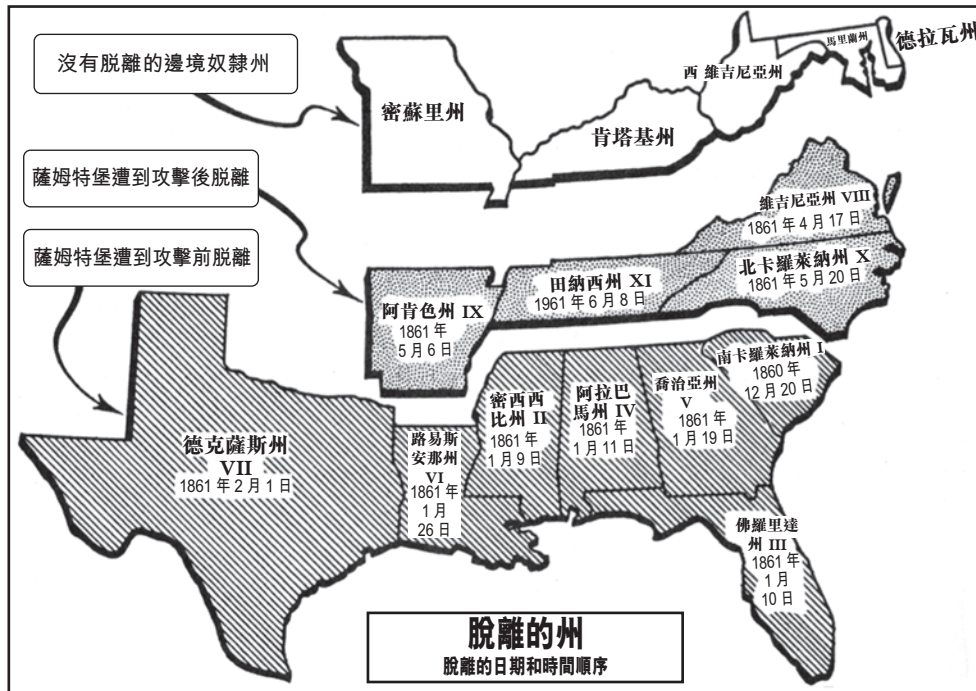 沒有脫離的邊境奴隸州
薩姆特堡遭到攻擊後脫離
薩姆特堡遭到攻擊前脫離
密蘇里州
肯塔基州
西 維吉尼亞州
馬里蘭州
德拉瓦州
維吉尼亞州 VIII
1861 年 4 月 17 日
北卡羅萊納州 X
1861 年 5 月 20 日
田納西州 XI
1961 年 6 月 8 日
阿肯色州 IX
1861 年
5 月 6 日
南卡羅萊納州 I
1860 年
12 月 20 日
喬治亞州
V
1861 年
1 月 19 日
阿拉巴
馬州 IV
1861 年
1 月 11 日
密西西
比州 II
1861 年
1 月 9 日
路易斯
安那州
VI
1861 年
1 月
26 日
德克薩斯州
VII
1861 年 2 月 1 日
佛羅里達
州 III
1861 年
1 月
10 日
脫離的州
脫離的日期和時間順序